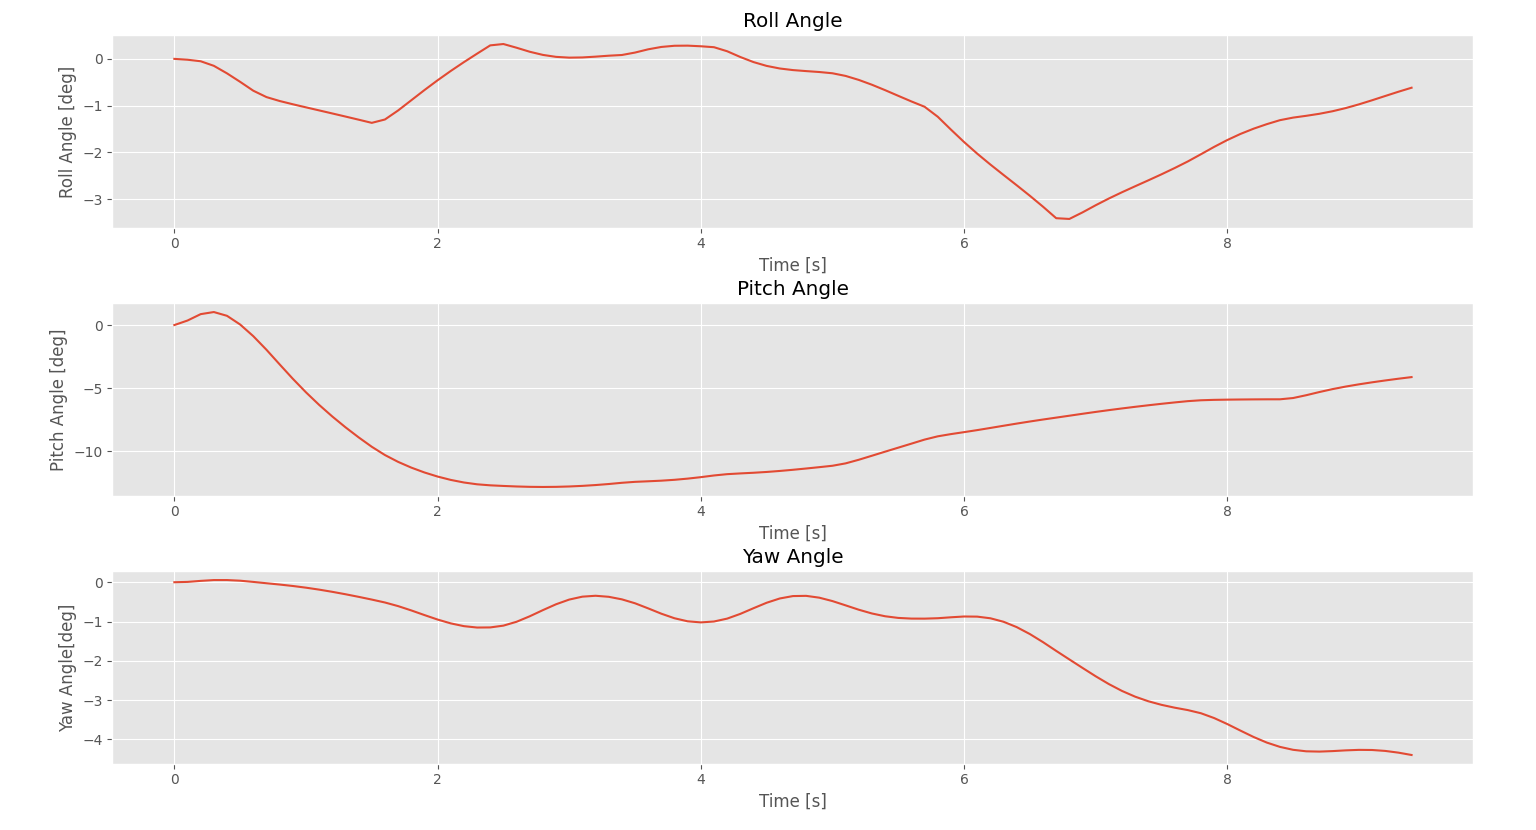 Roll Angle
Roll Angle [deg]
0
−1
−2
−3
0 2 4 6 8
Time [s]
Pitch Angle
Pitch Angle [deg]
0
−5
−10
0 2 4 6 8
Time [s]
Yaw Angle
Yaw Angle[deg]
0
−1
−2
−3
−4
0 2 4 6 8
Time [s]